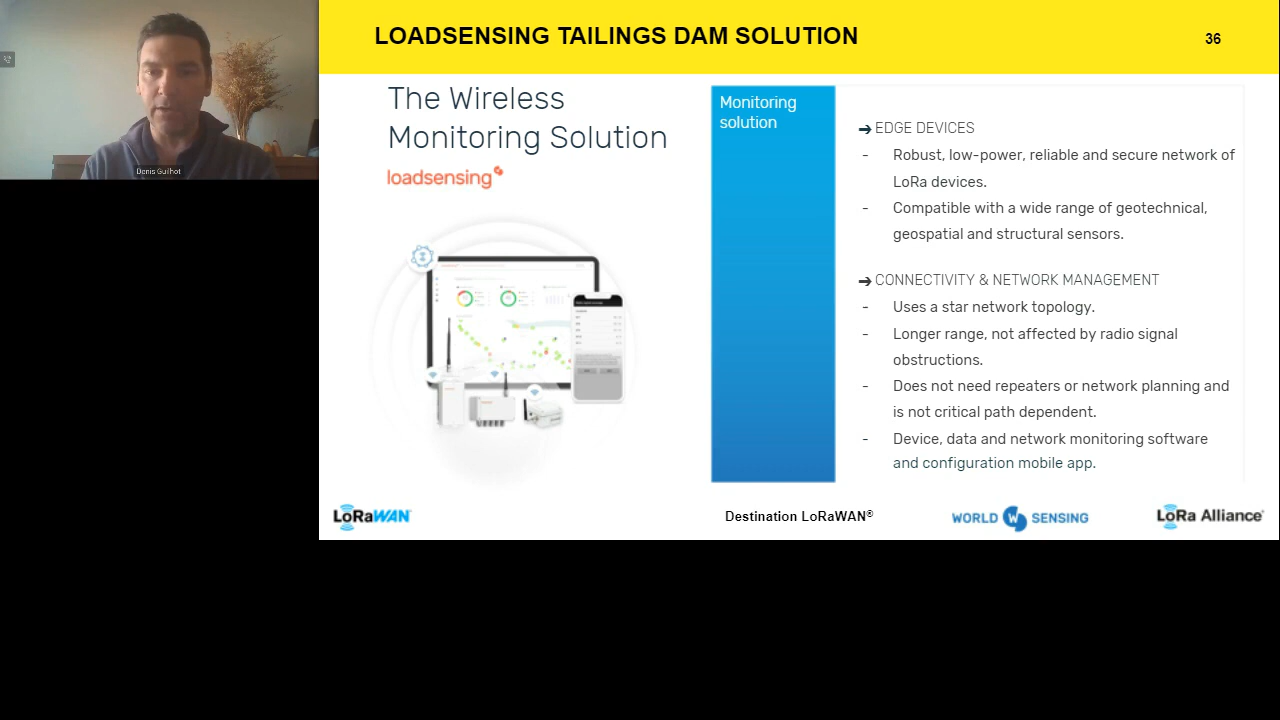 LOADSENSING TAILINGS DAM SOLUTION
36
Denis Guilhot
The Wireless
Monitoring Solution
loadsensing
Monitoring
solution
➔ EDGE DEVICES
- Robust, low-power, reliable and secure network of
LoRa devices.
- Compatible with a wide range of geotechnical,
geospatial and structural sensors.
➔ CONNECTIVITY & NETWORK MANAGEMENT
- Uses a star network topology.
- Longer range, not affected by radio signal
obstructions.
- Does not need repeaters or network planning and
is not critical path dependent.
- Device, data and network monitoring software
and configuration mobile app.
LoRaWAN
Destination LoRaWAN®
WORLD SENSING
LoRa Alliance